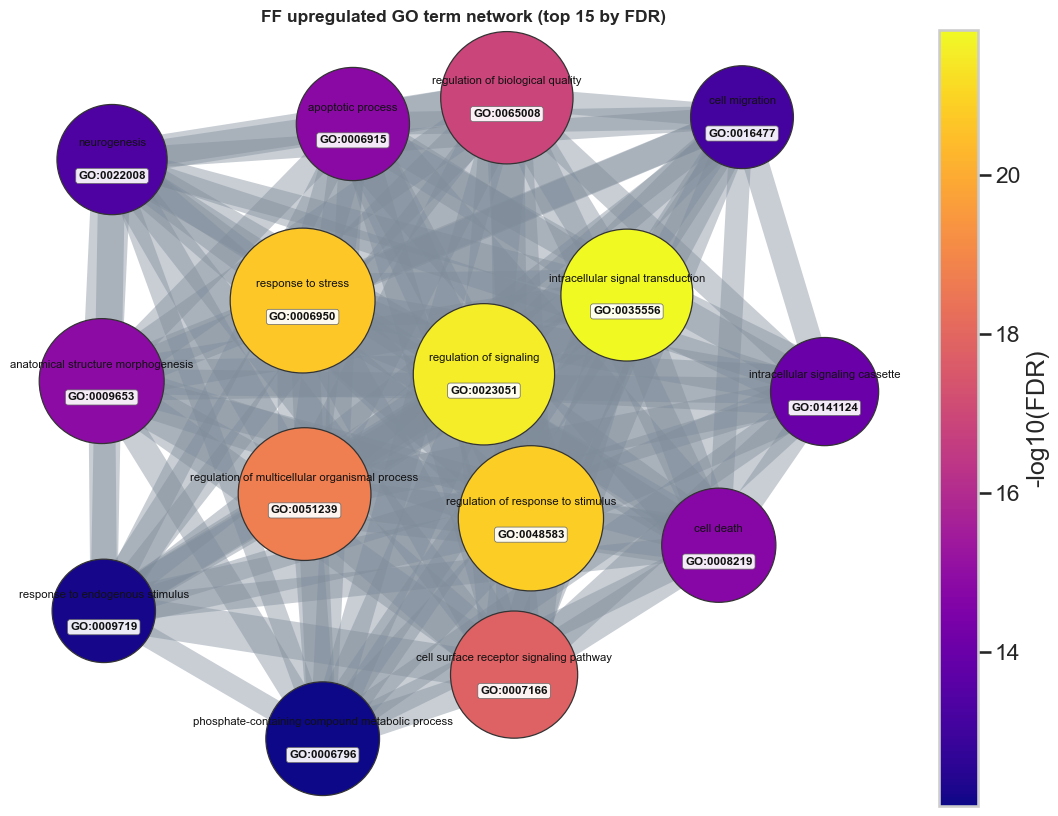 FF upregulated GO term network (top 15 by FDR)
regulation of biological quality
GO:0065008
cell migration
GO:0016477
apoptotic process
GO:0006915
neurogenesis
GO:0022008
response to stress
GO:0006950
intracellular signal transduction
GO:0035556
regulation of signaling
GO:0023051
anatomical structure morphogenesis
GO:0009653
intracellular signaling cassette
GO:0141124
regulation of multicellular organismal process
GO:0051239
regulation of response to stimulus
GO:0048583
cell death
GO:0008219
response to endogenous stimulus
GO:0009719
cell surface receptor signaling pathway
GO:0007166
phosphate-containing compound metabolic process
GO:0006796
20
18
16
14
-log10(FDR)